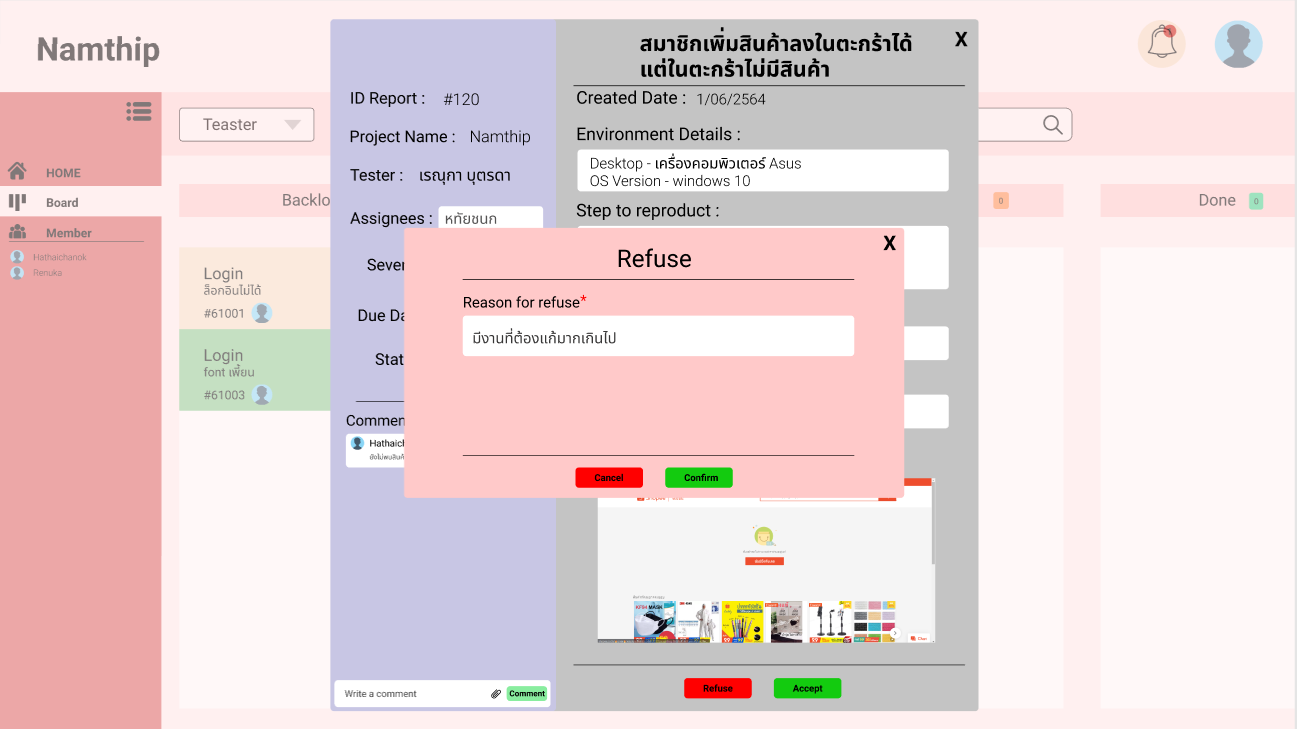 Namthip
Teaster
HOME
Board
Member
Hathaichanok
Renuka
Backlo
0
Done 0
Login
ล็อกอินไม่ได้
#61001
Login
font เพี้ยน
#61003
ID Report : #120
Project Name : Namthip
Tester : เรณุกา บุตรดา
Assignees : หทัยชนก
Sever
Due Da
Stat
Commen
Hathaich
ยังไม่พบสินค้
Write a comment
Comment
สมาชิกเพิ่มสินค้าลงในตะกร้าได้
แต่ในตะกร้าไม่มีสินค้า
X
Created Date : 1/06/2564
Environment Details :
Desktop - เครื่องคอมพิวเตอร์ Asus
OS Version - windows 10
Step to reproduct :
Refuse
X
Reason for refuse*
มีงานที่ต้องแก้มากเกินไป
Cancel
Confirm
KF94 MASK
Refuse
Accept